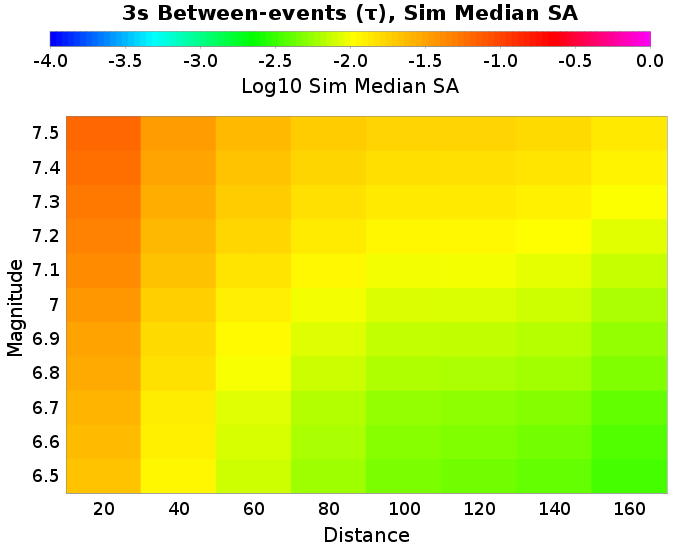 3s Between-events (τ), Sim Median SA
-4.0 -3.5 -3.0 -2.5 -2.0 -1.5 -1.0 -0.5 0.0
Log10 Sim Median SA
7.5
7.4
7.3
7.2
7.1
7
6.9
6.8
6.7
6.6
6.5
Magnitude
20 40 60 80 100 120 140 160
Distance